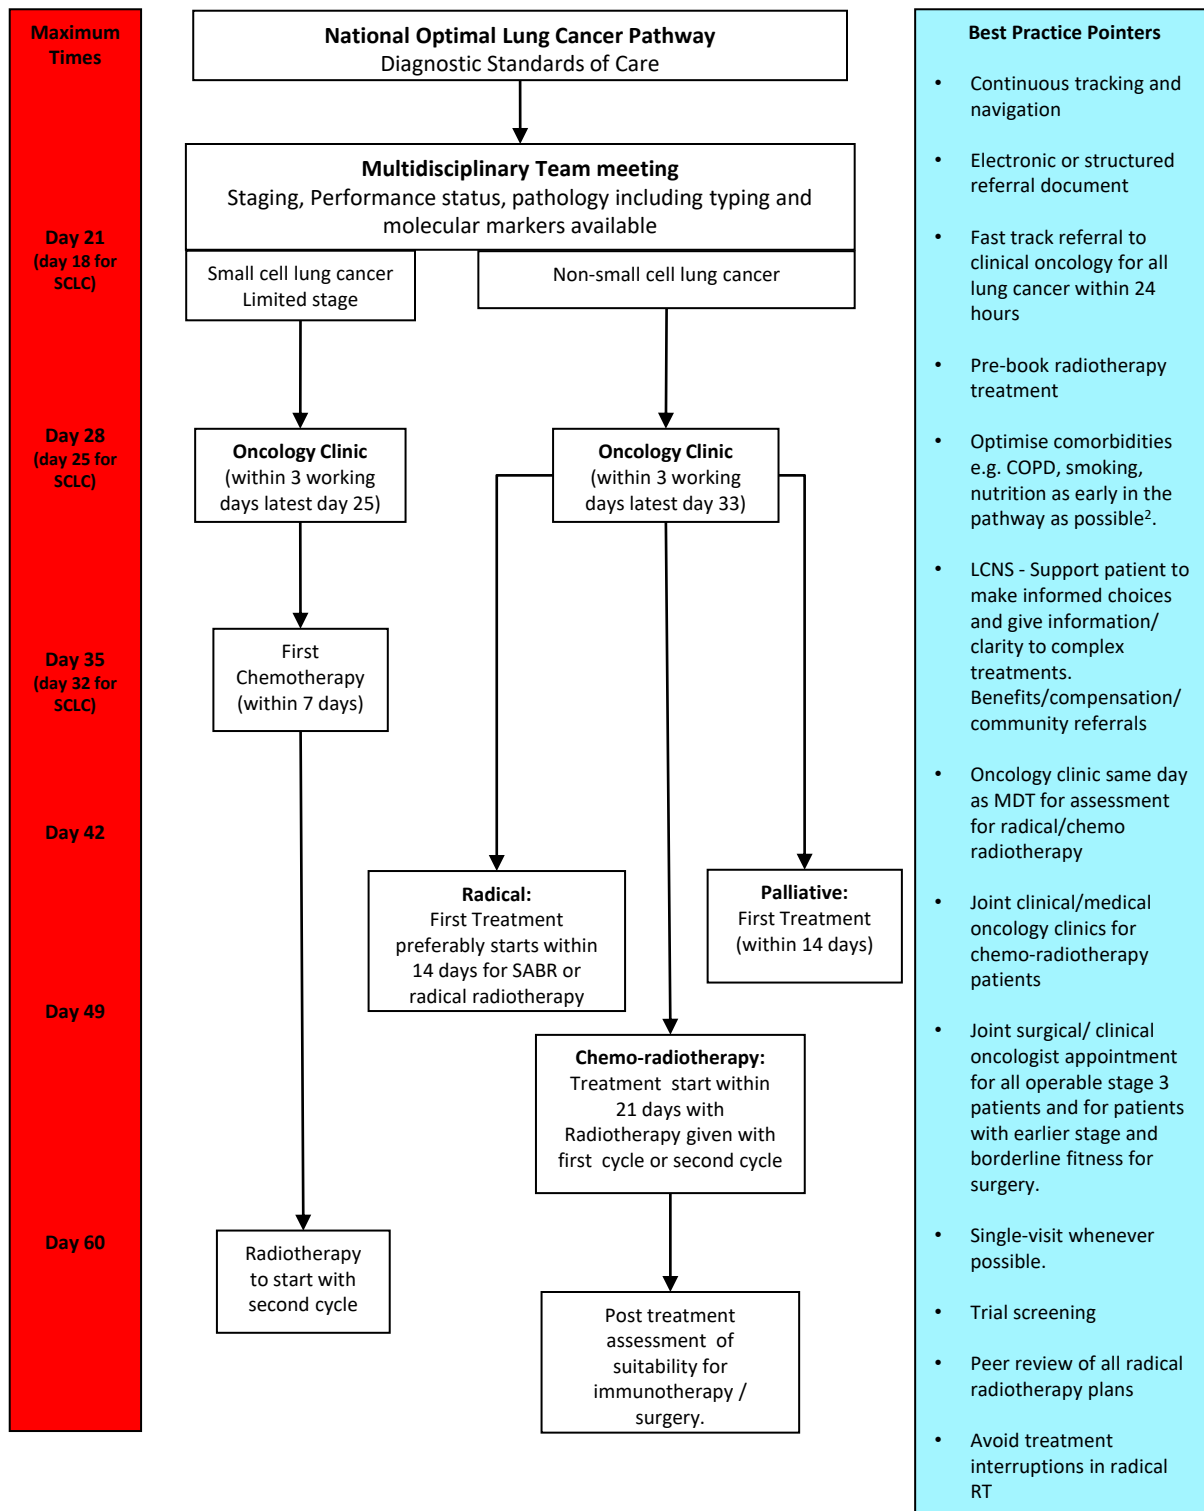 Maximum
Times
Day 21
(day 18 for
SCLC)
Day 28
(day 25 for
SCLC)
Day 35
(day 32 for
SCLC)
Day 42
Day 49
Day 60
National Optimal Lung Cancer Pathway
Diagnostic Standards of Care
Multidisciplinary Team meeting
Staging, Performance status, pathology including typing and
molecular markers available
Small cell lung cancer
Limited stage
Non-small cell lung cancer
Oncology Clinic
(within 3 working
days latest day 25)
Oncology Clinic
(within 3 working
days latest day 33)
First
Chemotherapy
(within 7 days)
Radical:
First Treatment
preferably starts within
14 days for SABR or
radical radiotherapy
Palliative:
First Treatment
(within 14 days)
Chemo-radiotherapy:
Treatment start within
21 days with
Radiotherapy given with
first cycle or second cycle
Radiotherapy
to start with
second cycle
Post treatment
assessment of
suitability for
immunotherapy /
surgery.
Best Practice Pointers
• Continuous tracking and
navigation
• Electronic or structured
referral document
• Fast track referral to
clinical oncology for all
lung cancer within 24
hours
• Pre-book radiotherapy
treatment
• Optimise comorbidities
e.g. COPD, smoking,
nutrition as early in the
pathway as possible².
• LCNS - Support patient to
make informed choices
and give information/
clarity to complex
treatments.
Benefits/compensation/
community referrals
• Oncology clinic same day
as MDT for assessment
for radical/chemo
radiotherapy
• Joint clinical/medical
oncology clinics for
chemo-radiotherapy
patients
• Joint surgical/ clinical
oncologist appointment
for all operable stage 3
patients and for patients
with earlier stage and
borderline fitness for
surgery.
• Single-visit whenever
possible.
• Trial screening
• Peer review of all radical
radiotherapy plans
• Avoid treatment
interruptions in radical
RT